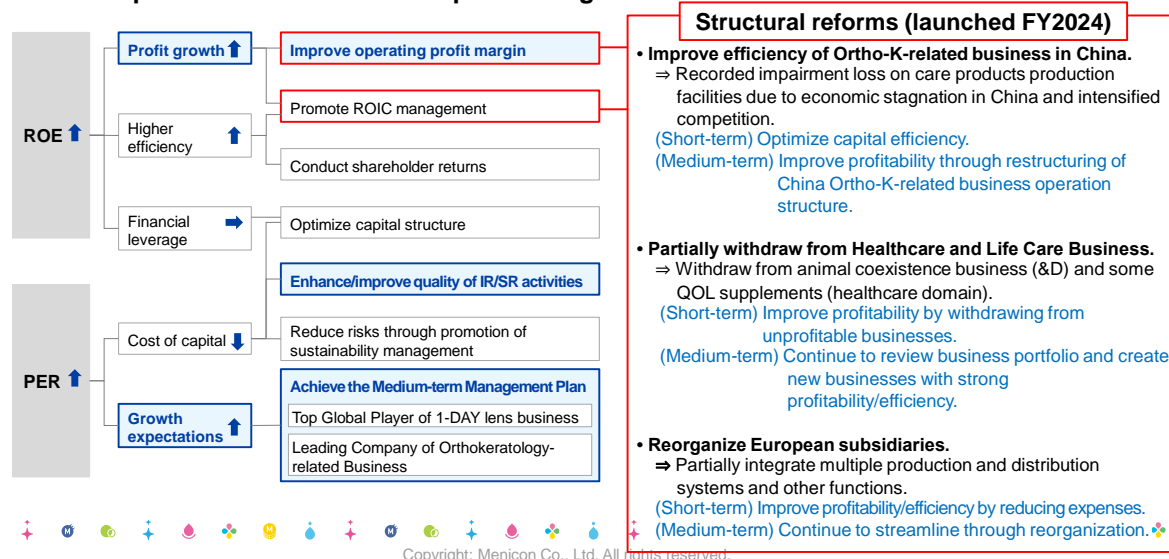 Structural reforms (launched FY2024)
ROE
Profit growth
Improve operating profit margin
Promote ROIC management
Higher
efficiency
Conduct shareholder returns
Financial
leverage
Optimize capital structure
Enhance/improve quality of IR/SR activities
PER
Cost of capital
Reduce risks through promotion of
sustainability management
Growth
expectations
Achieve the Medium-term Management Plan
Top Global Player of 1-DAY lens business
Leading Company of Orthokeratology-
related Business
• Improve efficiency of Ortho-K-related business in China.
⇒ Recorded impairment loss on care products production
facilities due to economic stagnation in China and intensified
competition.
(Short-term) Optimize capital efficiency.
(Medium-term) Improve profitability through restructuring of
China Ortho-K-related business operation
structure.
• Partially withdraw from Healthcare and Life Care Business.
⇒ Withdraw from animal coexistence business (&D) and some
QOL supplements (healthcare domain).
(Short-term) Improve profitability by withdrawing from
unprofitable businesses.
(Medium-term) Continue to review business portfolio and create
new businesses with strong
profitability/efficiency.
• Reorganize European subsidiaries.
⇒ Partially integrate multiple production and distribution
systems and other functions.
(Short-term) Improve profitability/efficiency by reducing expenses.
(Medium-term) Continue to streamline through reorganization.
Copyright: Menicon Co., Ltd. All rights reserved.